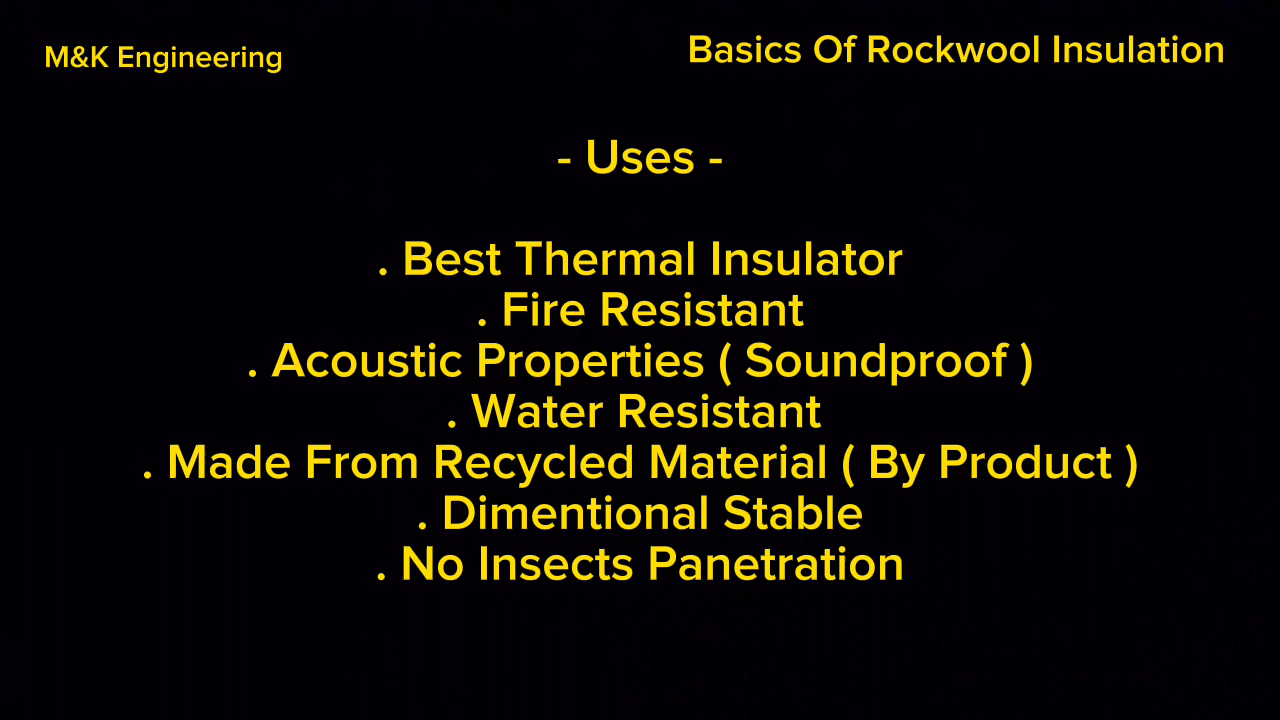 M&K Engineering
Basics Of Rockwool Insulation
- Uses -
. Best Thermal Insulator
. Fire Resistant
. Acoustic Properties ( Soundproof )
. Water Resistant
. Made From Recycled Material ( By Product )
. Dimentional Stable
. No Insects Panetration